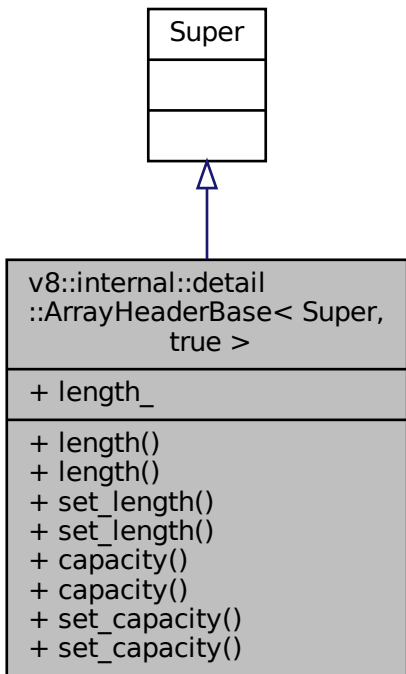 Super
v8::internal::detail
::ArrayHeaderBase< Super,
true >
+ length_
+ length()
+ length()
+ set_length()
+ set_length()
+ capacity()
+ capacity()
+ set_capacity()
+ set_capacity()